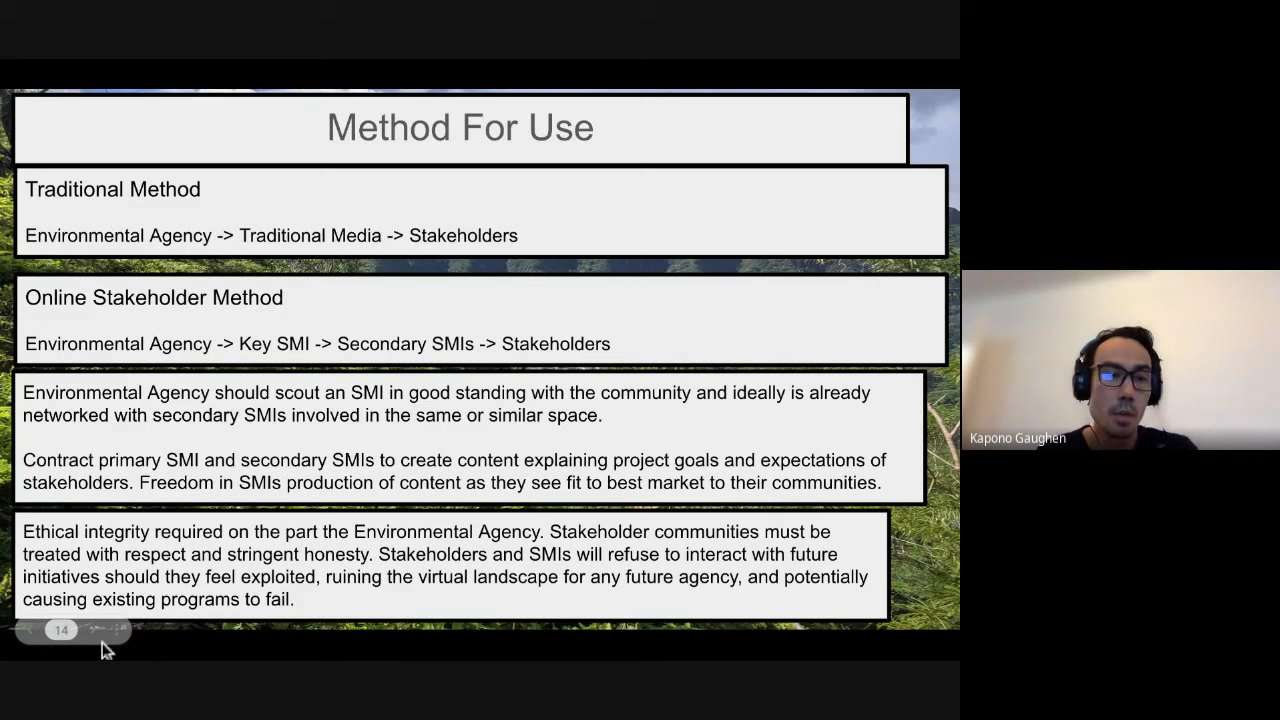 Method For Use
Traditional Method
Environmental Agency -> Traditional Media -> Stakeholders
Online Stakeholder Method
Environmental Agency -> Key SMI -> Secondary SMIs -> Stakeholders
Environmental Agency should scout an SMI in good standing with the community and ideally is already
networked with secondary SMIs involved in the same or similar space.
Contract primary SMI and secondary SMIs to create content explaining project goals and expectations of
stakeholders. Freedom in SMIs production of content as they see fit to best market to their communities.
Ethical integrity required on the part the Environmental Agency. Stakeholder communities must be
treated with respect and stringent honesty. Stakeholders and SMIs will refuse to interact with future
initiatives should they feel exploited, ruining the virtual landscape for any future agency, and potentially
causing existing programs to fail.
14
Kapono Gaughen